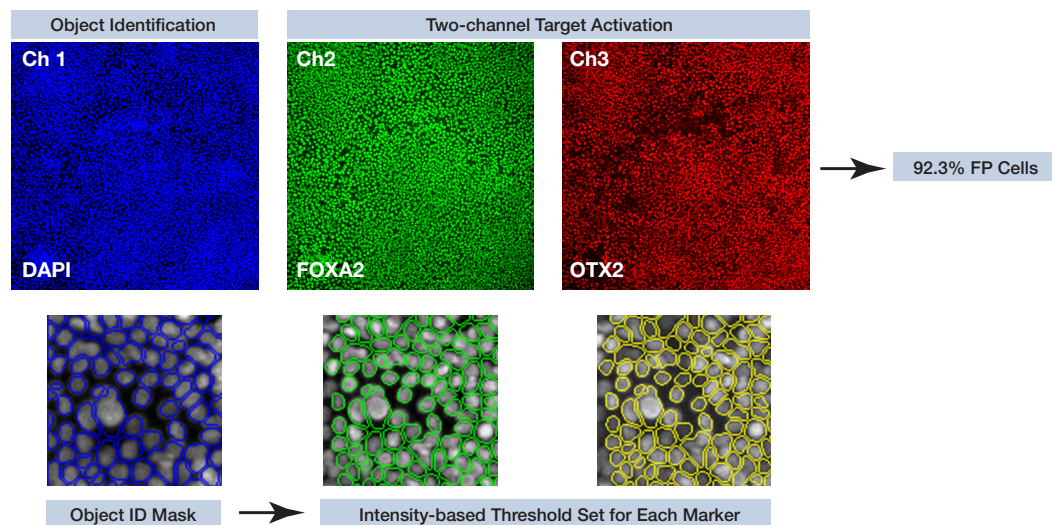 Object Identification
Two-channel Target Activation
Ch 1
Ch2
Ch3
92.3% FP Cells
DAPI
FOXA2
OTX2
Object ID Mask
Intensity-based Threshold Set for Each Marker